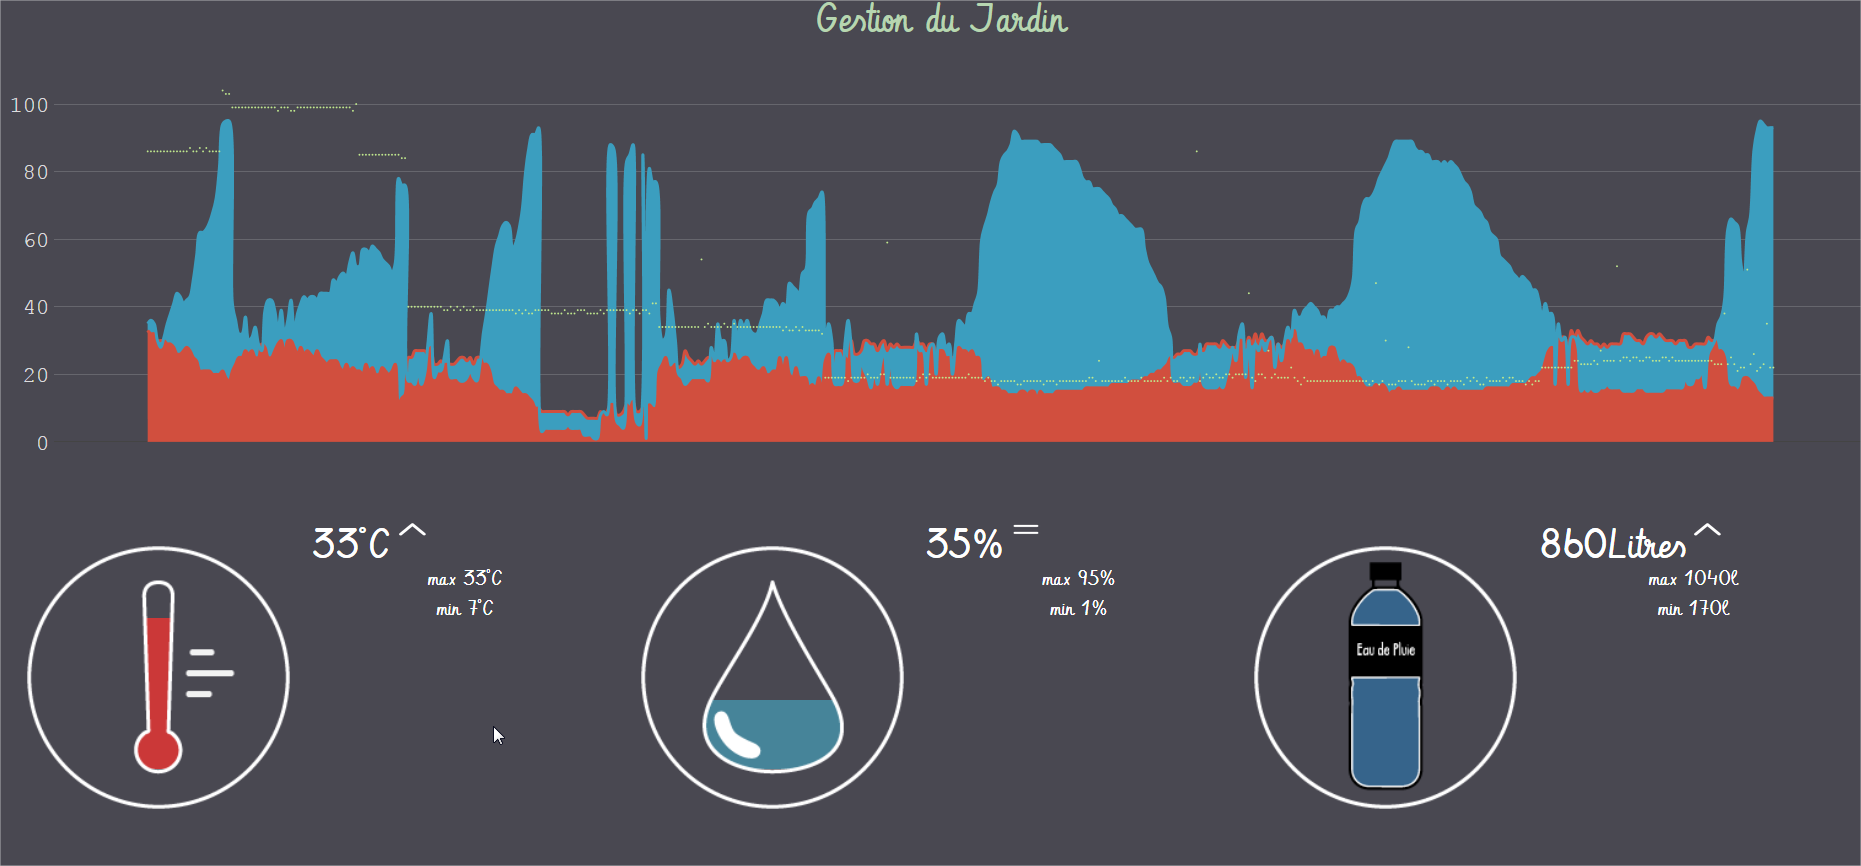 Gestion du Jardin
100
80
60
40
20
0
33°C
max 33°C
min 7°C
35%
max 95%
min 1%
860Litres
max 1040l
min 170l
Eau de Pluie